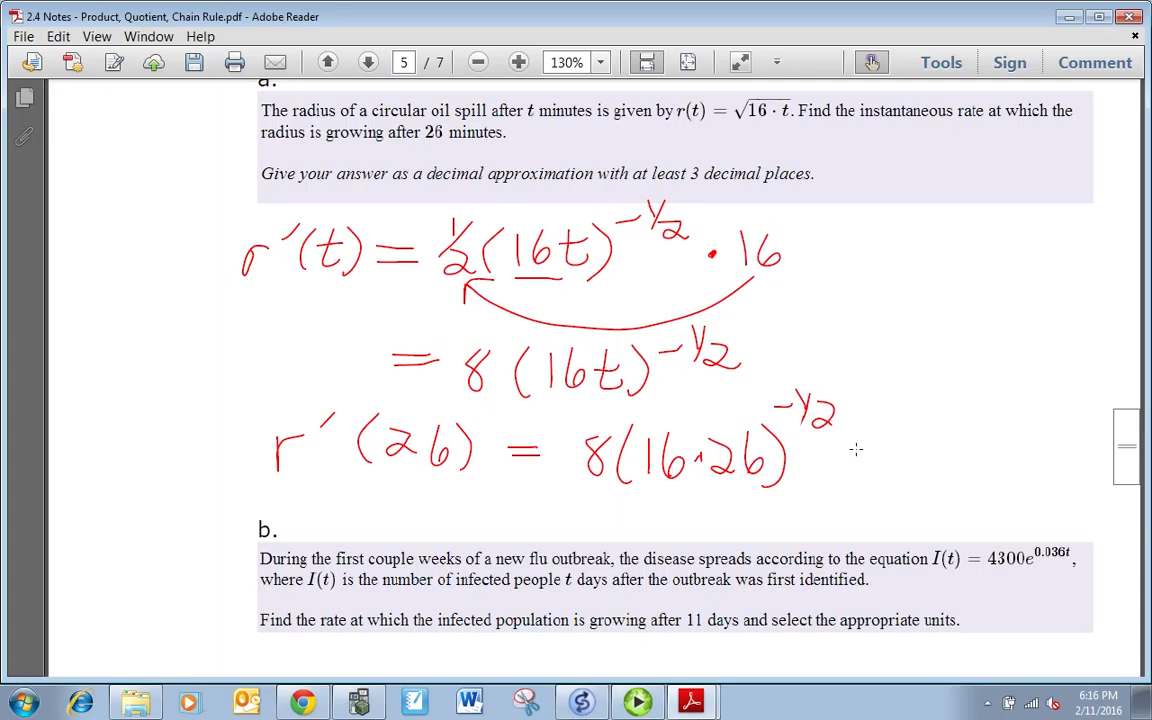 2.4 Notes - Product, Quotient, Chain Rule.pdf - Adobe Reader
File Edit View Window Help
5 / 7 130% Tools Sign Comment
a.
The radius of a circular oil spill after t minutes is given by r(t) = √16 · t. Find the instantaneous rate at which the
radius is growing after 26 minutes.
Give your answer as a decimal approximation with at least 3 decimal places.
r'(t) = 1/2 (16t)^-1/2 · 16
= 8 (16t)^-1/2
r'(26) = 8(16·26)^-1/2
b.
During the first couple weeks of a new flu outbreak, the disease spreads according to the equation I(t) = 4300e^0.036t,
where I(t) is the number of infected people t days after the outbreak was first identified.
Find the rate at which the infected population is growing after 11 days and select the appropriate units.
6:16 PM
2/11/2016